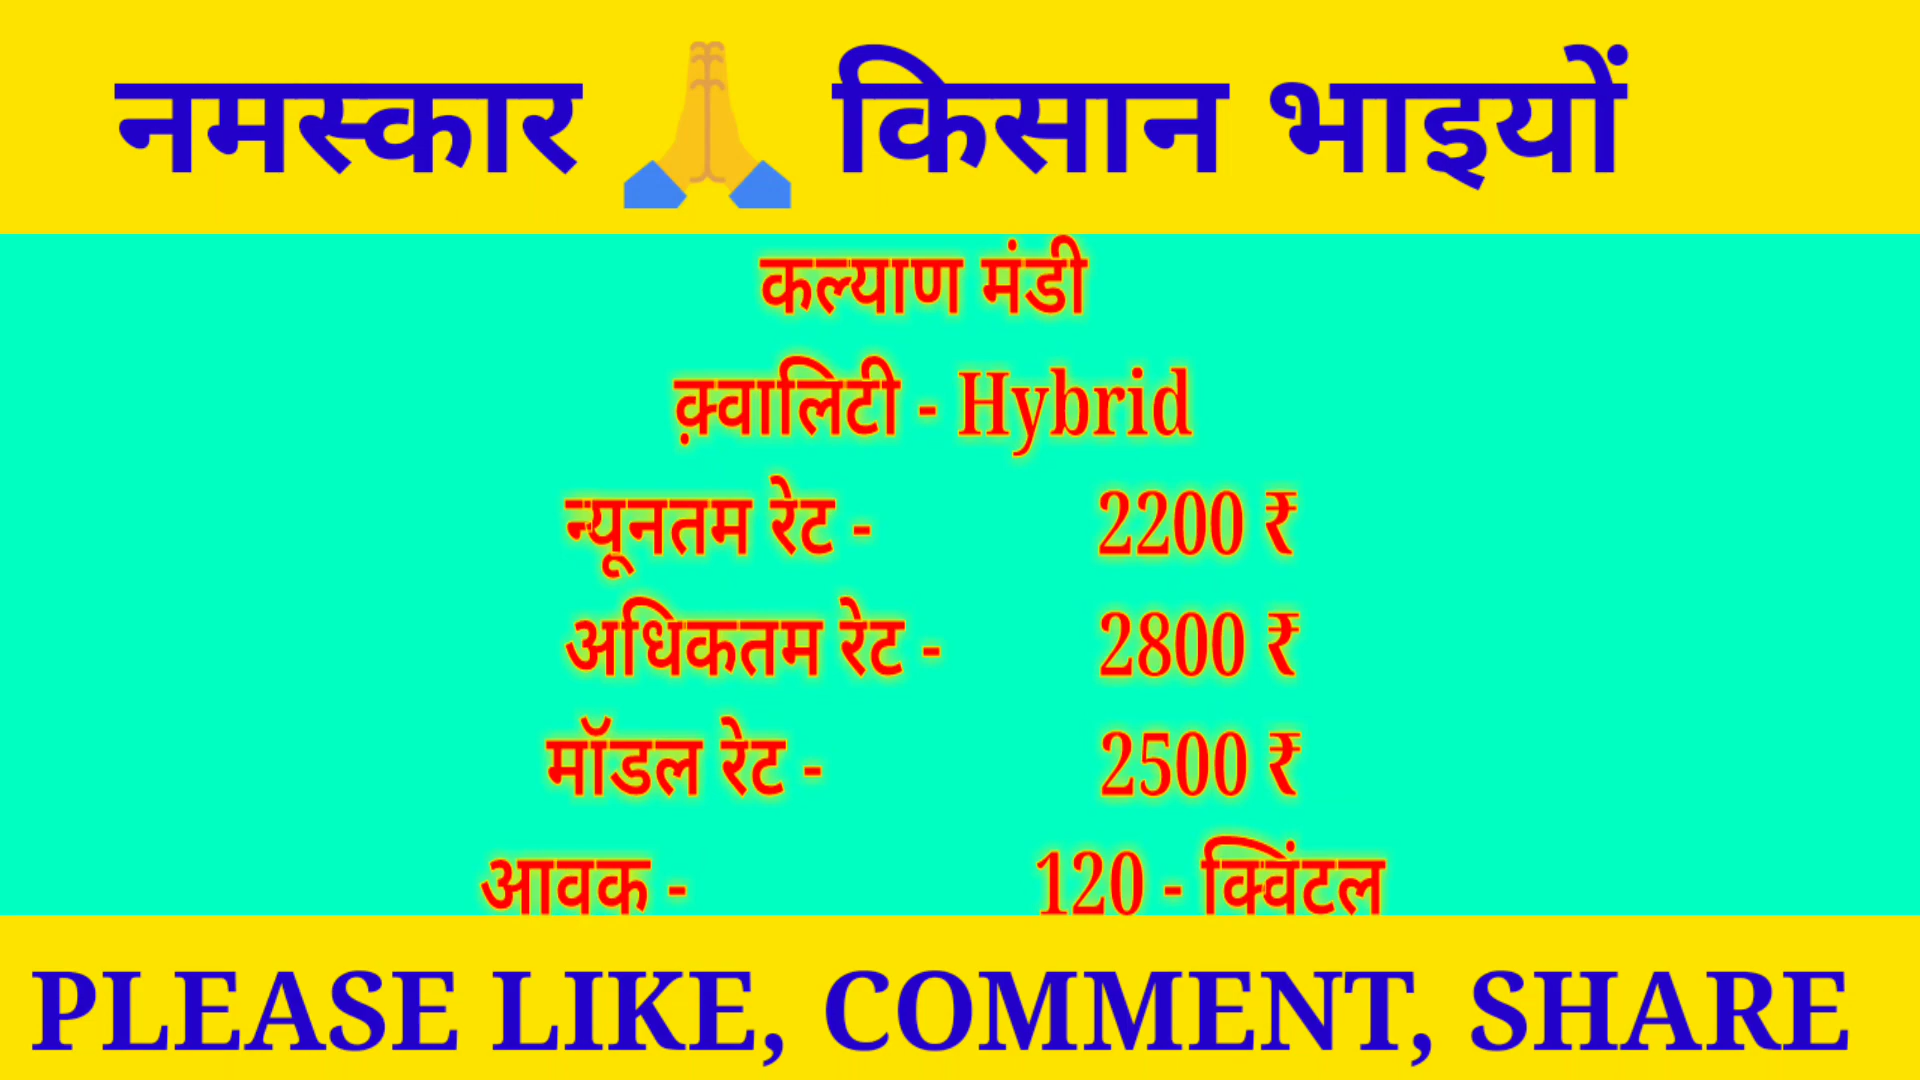 नमस्कार 🙏 किसान भाइयों
कल्याण मंडी
क़्वालिटी - Hybrid
न्यूनतम रेट - 2200 ₹
अधिकतम रेट - 2800 ₹
मॉडल रेट - 2500 ₹
आवक - 120 - क्विंटल
PLEASE LIKE, COMMENT, SHARE